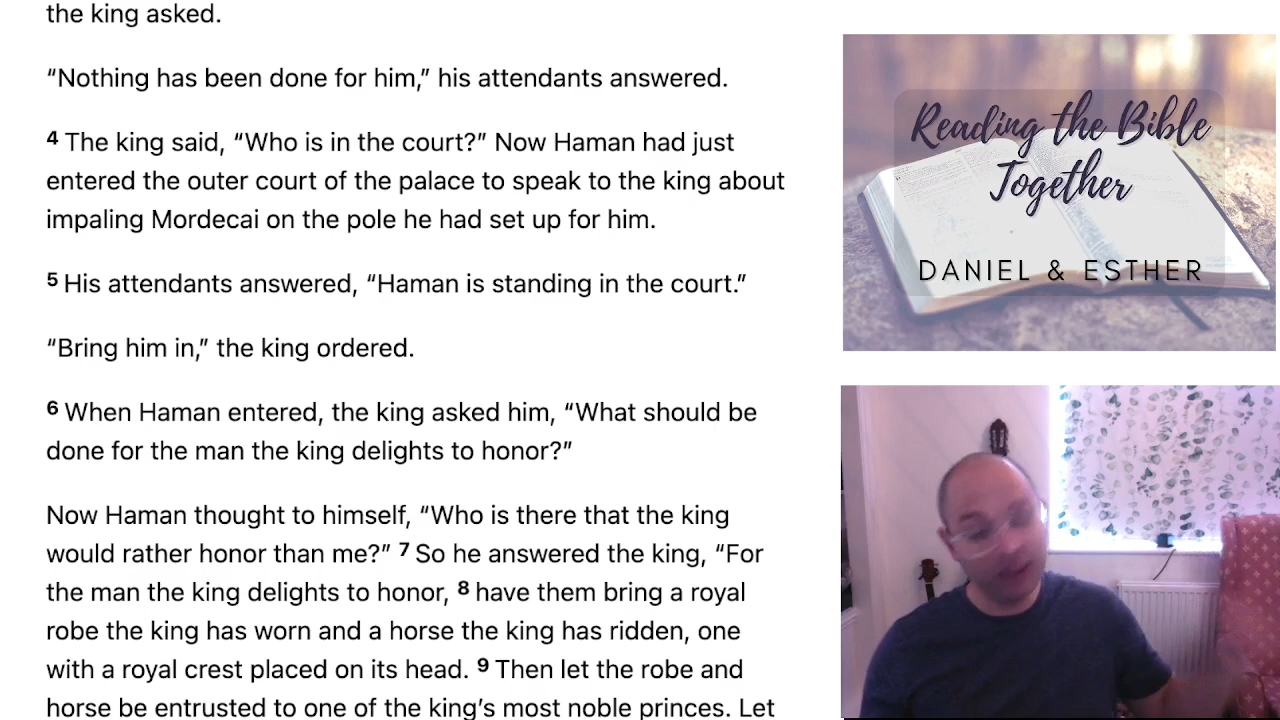 the king asked.
“Nothing has been done for him,” his attendants answered.
4 The king said, “Who is in the court?” Now Haman had just
entered the outer court of the palace to speak to the king about
impaling Mordecai on the pole he had set up for him.
5 His attendants answered, “Haman is standing in the court.”
“Bring him in,” the king ordered.
6 When Haman entered, the king asked him, “What should be
done for the man the king delights to honor?”
Now Haman thought to himself, “Who is there that the king
would rather honor than me?” 7 So he answered the king, “For
the man the king delights to honor, 8 have them bring a royal
robe the king has worn and a horse the king has ridden, one
with a royal crest placed on its head. 9 Then let the robe and
horse be entrusted to one of the king’s most noble princes. Let
Reading the Bible
Together
DANIEL & ESTHER